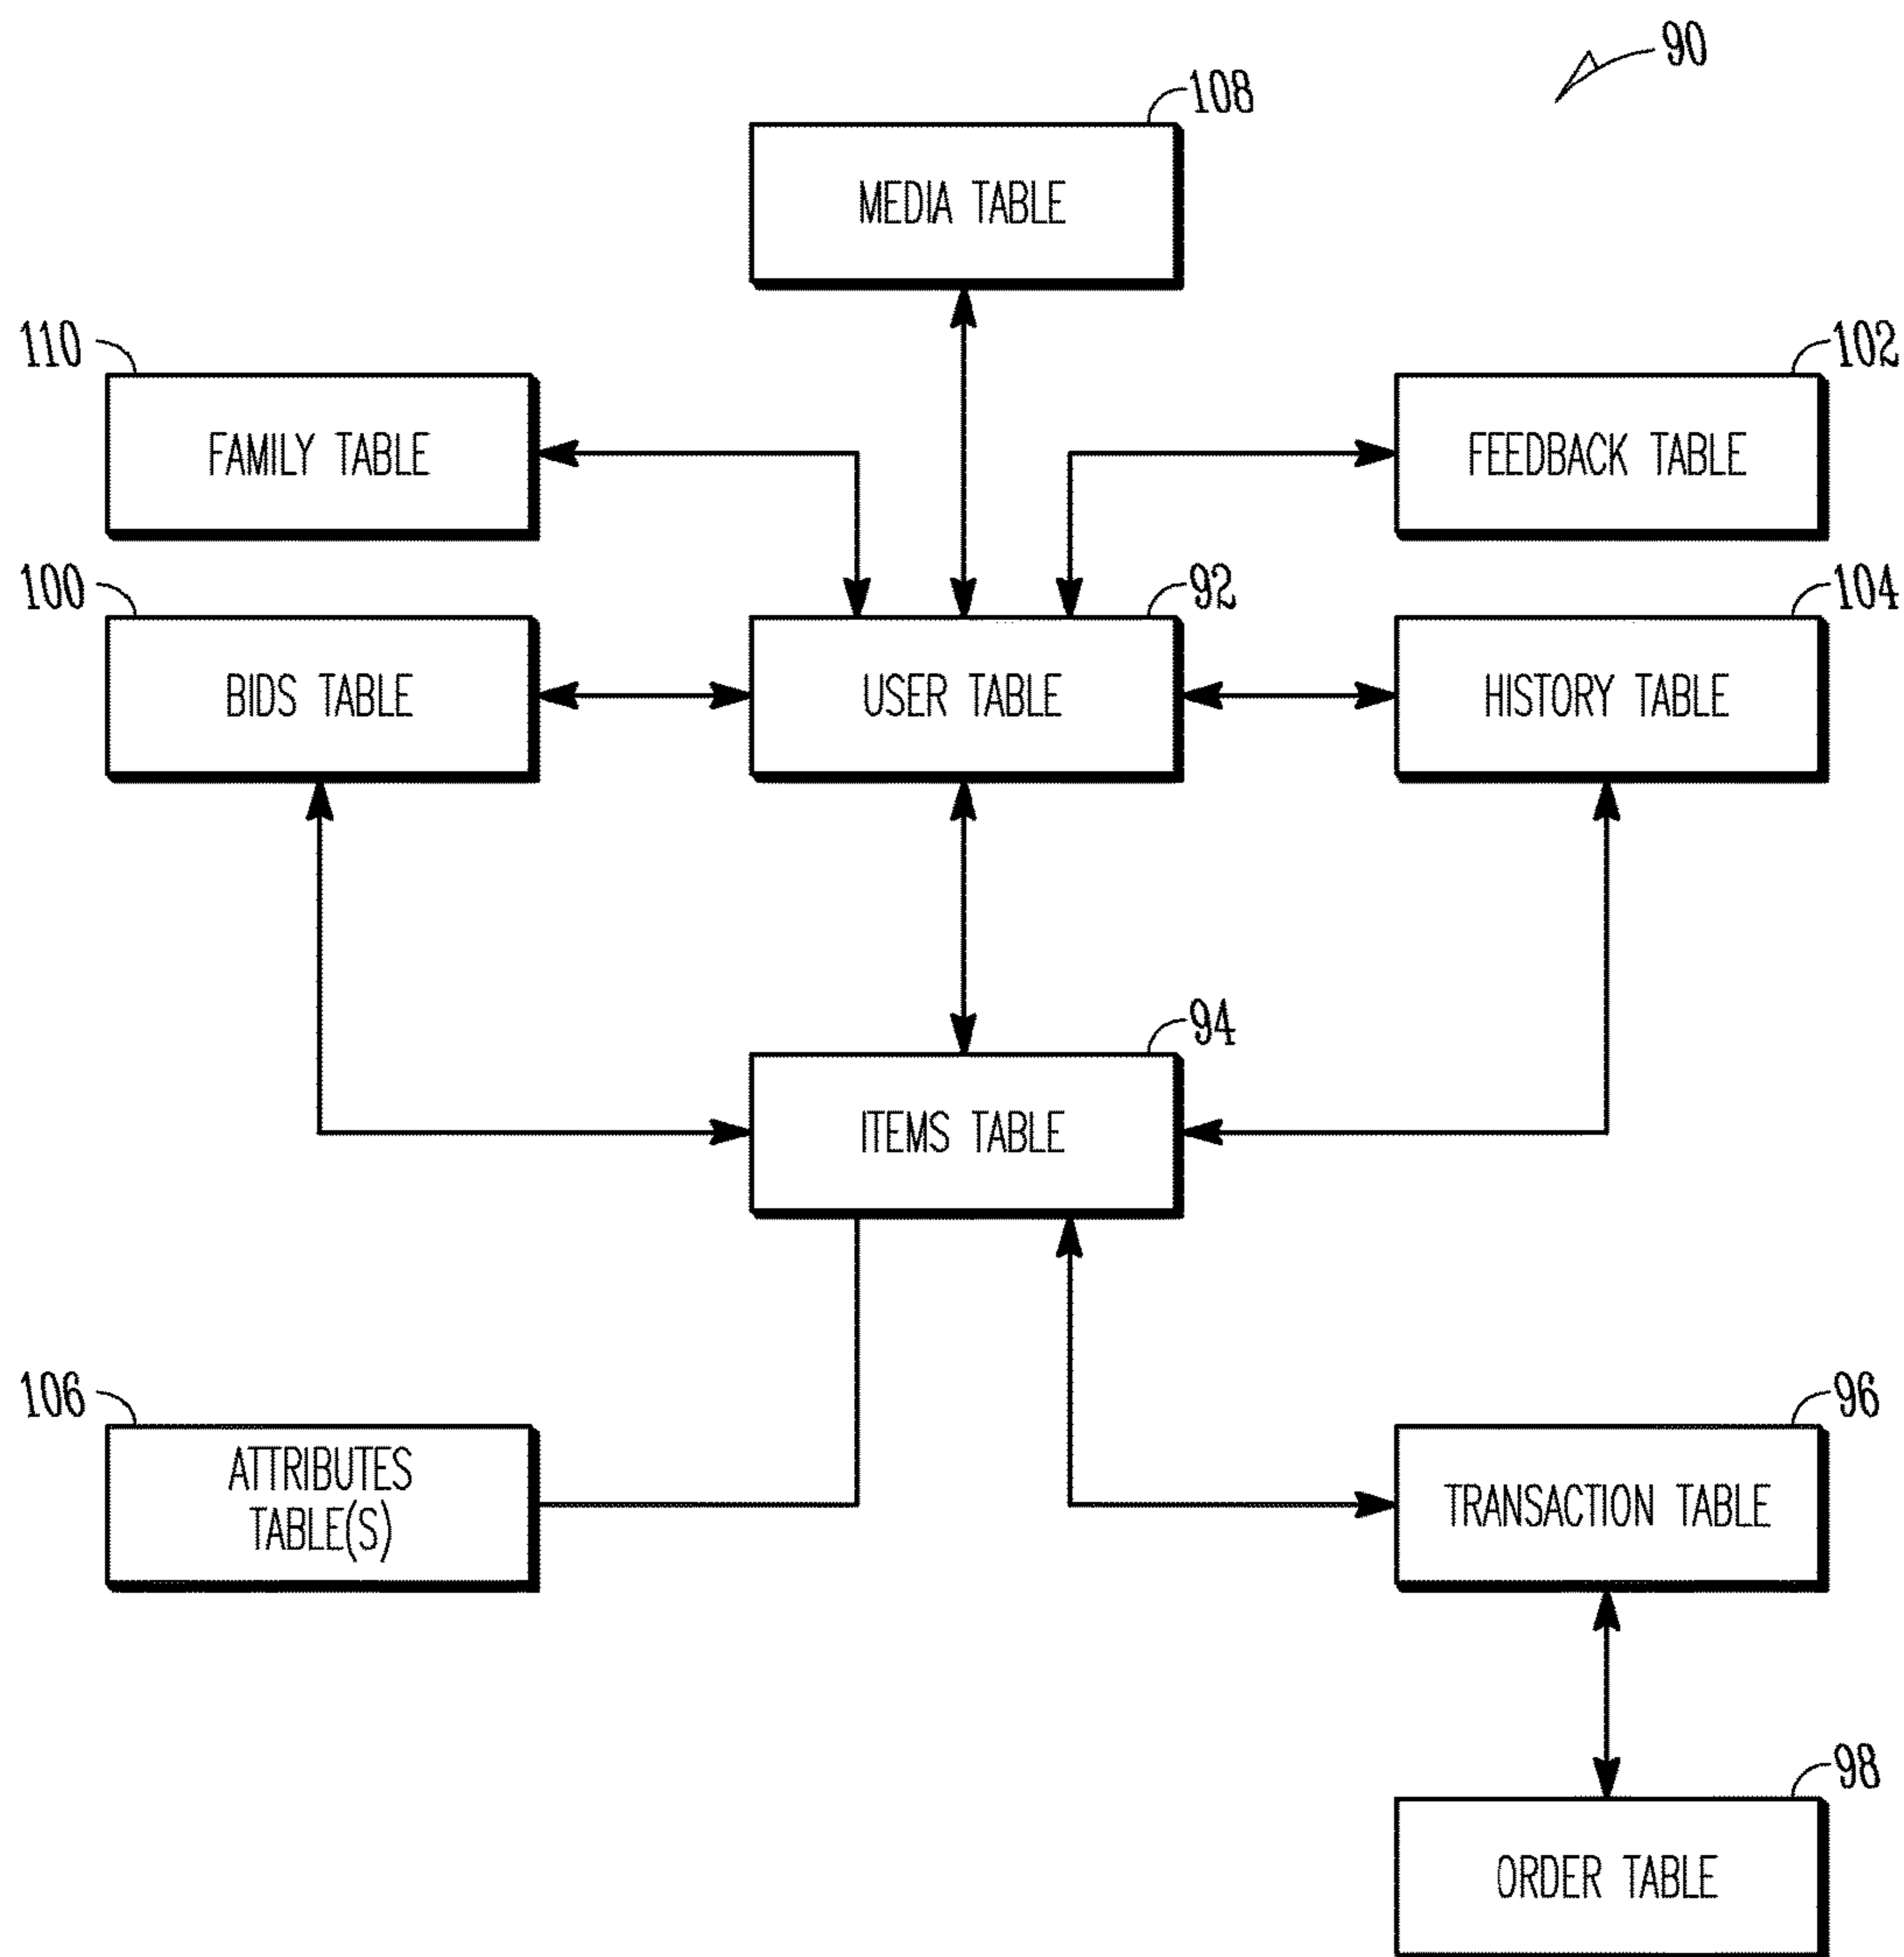 90
108
MEDIA TABLE
110
FAMILY TABLE
102
FEEDBACK TABLE
100
BIDS TABLE
92
USER TABLE
104
HISTORY TABLE
94
ITEMS TABLE
106
ATTRIBUTES
TABLE(S)
96
TRANSACTION TABLE
98
ORDER TABLE